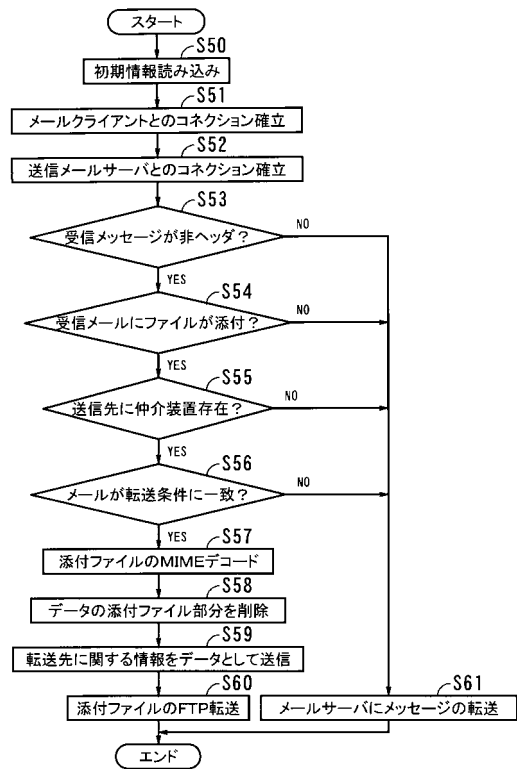 スタート
S50
初期情報読み込み
S51
メールクライアントとのコネクション確立
S52
送信メールサーバとのコネクション確立
S53
受信メッセージが非ヘッダ?
NO
YES
S54
受信メールにファイルが添付?
NO
YES
S55
送信先に仲介装置存在?
NO
YES
S56
メールが転送条件に一致?
NO
YES
S57
添付ファイルのMIMEデコード
S58
データの添付ファイル部分を削除
S59
転送先に関する情報をデータとして送信
S60
添付ファイルのFTP転送
S61
メールサーバにメッセージの転送
エンド